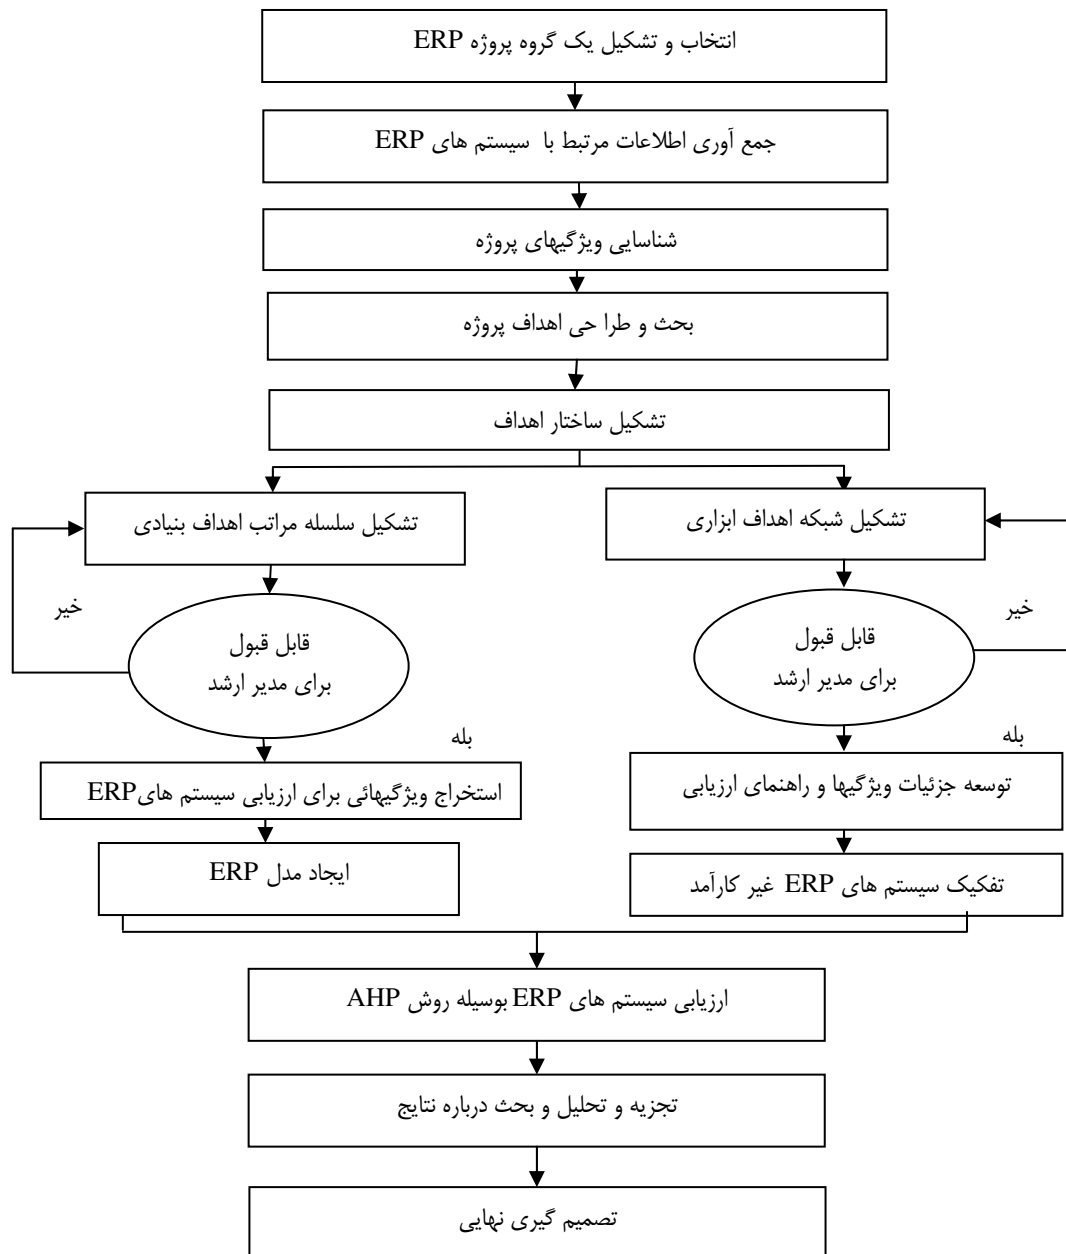 انتخاب و تشکیل یک گروه پروژه ERP
جمع آوری اطلاعات مرتبط با سیستم های ERP
شناسایی ویژگیهای پروژه
بحث و طرا حی اهداف پروژه
تشکیل ساختار اهداف
تشکیل شبکه اهداف ابزاری
تشکیل سلسله مراتب اهداف بنیادی
خیر
قابل قبول
برای مدیر ارشد
خیر
قابل قبول
برای مدیر ارشد
بله
بله
توسعه جزئیات ویژگیها و راهنمای ارزیابی
استخراج ویژگیهائی برای ارزیابی سیستم های ERP
تفکیک سیستم های ERP غیر کارآمد
ایجاد مدل ERP
ارزیابی سیستم های ERP بوسیله روش AHP
تجزیه و تحلیل و بحث درباره نتایج
تصمیم گیری نهایی